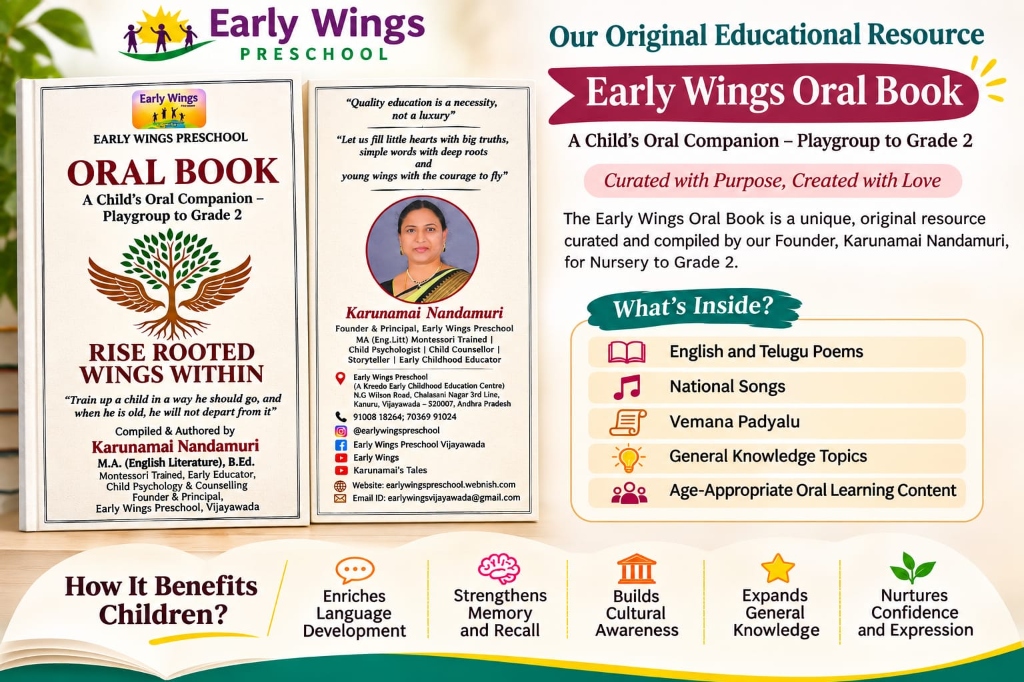 Early Wings
PRESCHOOL
Early Wings
EARLY WINGS PRESCHOOL
ORAL BOOK
A Child's Oral Companion –
Playgroup to Grade 2
RISE ROOTED
WINGS WITHIN
"Train up a child in a way he should go, and
when he is old, he will not depart from it"
Compiled & Authored by
Karunamai Nandamuri
M.A. (English Literature), B.Ed.
Montessori Trained, Early Educator,
Child Psychology & Counselling
Founder & Principal,
Early Wings Preschool, Vijayawada
"Quality education is a necessity,
not a luxury"
"Let us fill little hearts with big truths,
simple words with deep roots
and
young wings with the courage to fly"
Karunamai Nandamuri
Founder & Principal, Early Wings Preschool
MA (Eng.Litt) Montessori Trained |
Child Psychologist | Child Counsellor |
Storyteller | Early Childhood Educator
Early Wings Preschool
(A Kreedo Early Childhood Education Centre)
N.G Wilson Road, Chalasani Nagar 3rd Line,
Kanuru, Vijayawada – S20007, Andhra Pradesh
91008 18264; 70369 91024
@earlywingspreschool
Early Wings Preschool Vijayawada
Early Wings
Karunamai's Tales
Website: earlywingspreschool.webnish.com
Email ID: earlywingsvijayawada@gmail.com
Our Original Educational Resource
Early Wings Oral Book
A Child's Oral Companion – Playgroup to Grade 2
Curated with Purpose, Created with Love
The Early Wings Oral Book is a unique, original resource
curated and compiled by our Founder, Karunamai Nandamuri,
for Nursery to Grade 2.
What's Inside?
English and Telugu Poems
National Songs
Vemana Padyalu
General Knowledge Topics
Age-Appropriate Oral Learning Content
How It Benefits
Children?
Enriches
Language
Development
Strengthens
Memory
and Recall
Builds
Cultural
Awareness
Expands
General
Knowledge
Nurtures
Confidence
and Expression